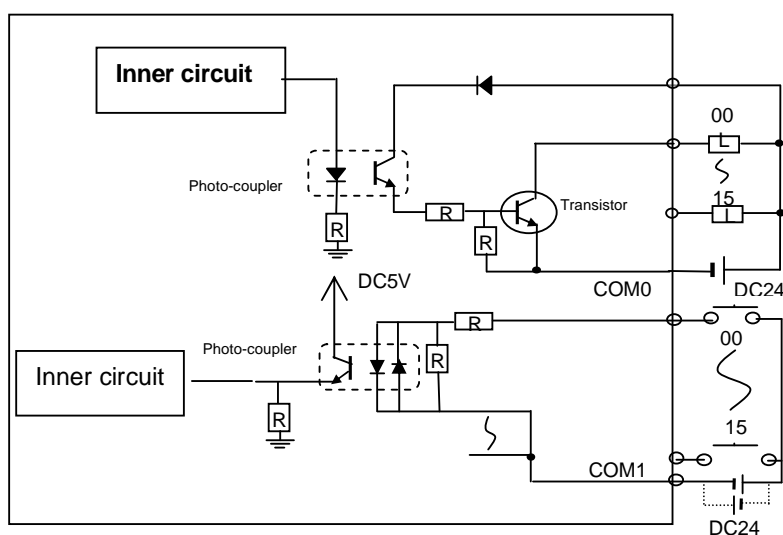 Inner circuit
00
L
Photo-coupler
15
L
R
Transistor
R
R
DC5V
COM0
DC24
R
Photo-coupler
00
R
Inner circuit
R
15
COM1
DC24